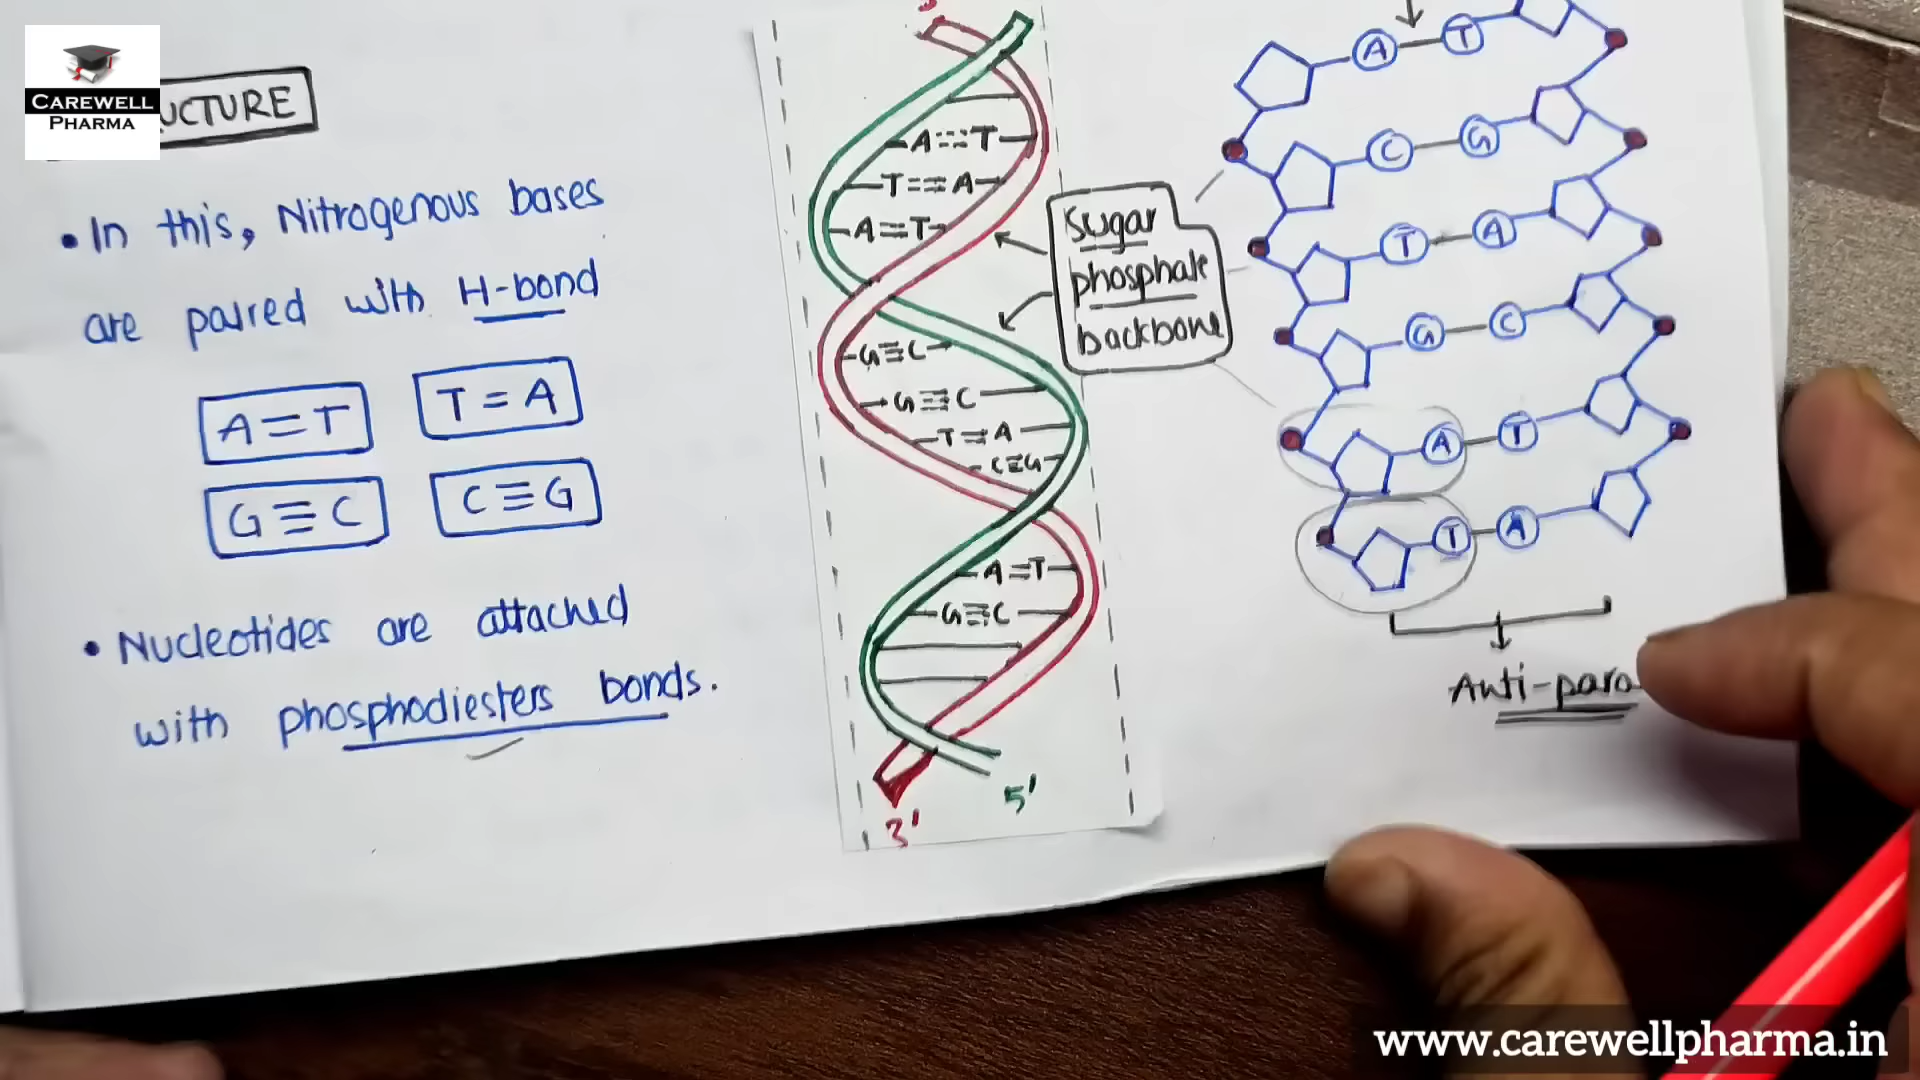 CAREWELL
PHARMA
UCTURE
• In this, Nitrogenous bases
are paired with H-bond
A=T
T=A
G≡C
C≡G
• Nucleotides are attached
with phosphodiesters bonds.
A==T
T==A
A=T
G≡C
G≡C
T=A
C≡G
A=T
G≡C
3'
5'
Sugar
phosphate
backbone
A T
C G
T A
G C
A T
T A
Anti-para
www.carewellpharma.in